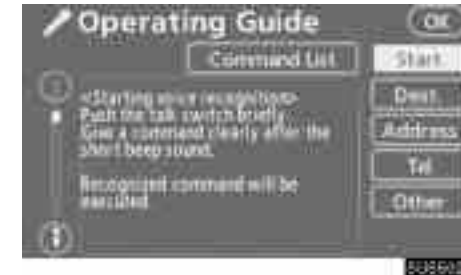 Operating Guide
OK
Command List
Start
Dest.
<Starting voice recognition>
Push the talk switch briefly.
Give a command clearly after the
short beep sound.
Address
Tel
Recognized command will be
executed.
Other